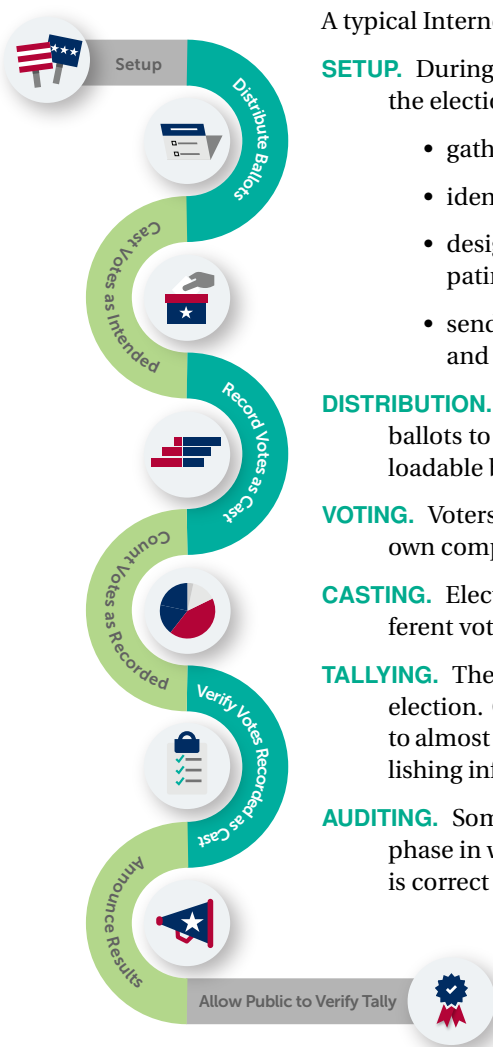 Setup
Distribute Ballots
Cast Votes as Intended
Record Votes as Cast
Count Votes as Recorded
Verify Votes Recorded as Cast
Announce Results
Allow Public to Verify Tally
A typical Intern
SETUP. During
the electio
• gath
• iden
• desig
patin
• send
and
DISTRIBUTION.
ballots to
loadable b
VOTING. Voters
own comp
CASTING. Elect
ferent vot
TALLYING. The
election.
to almost
lishing inf
AUDITING. Som
phase in w
is correct